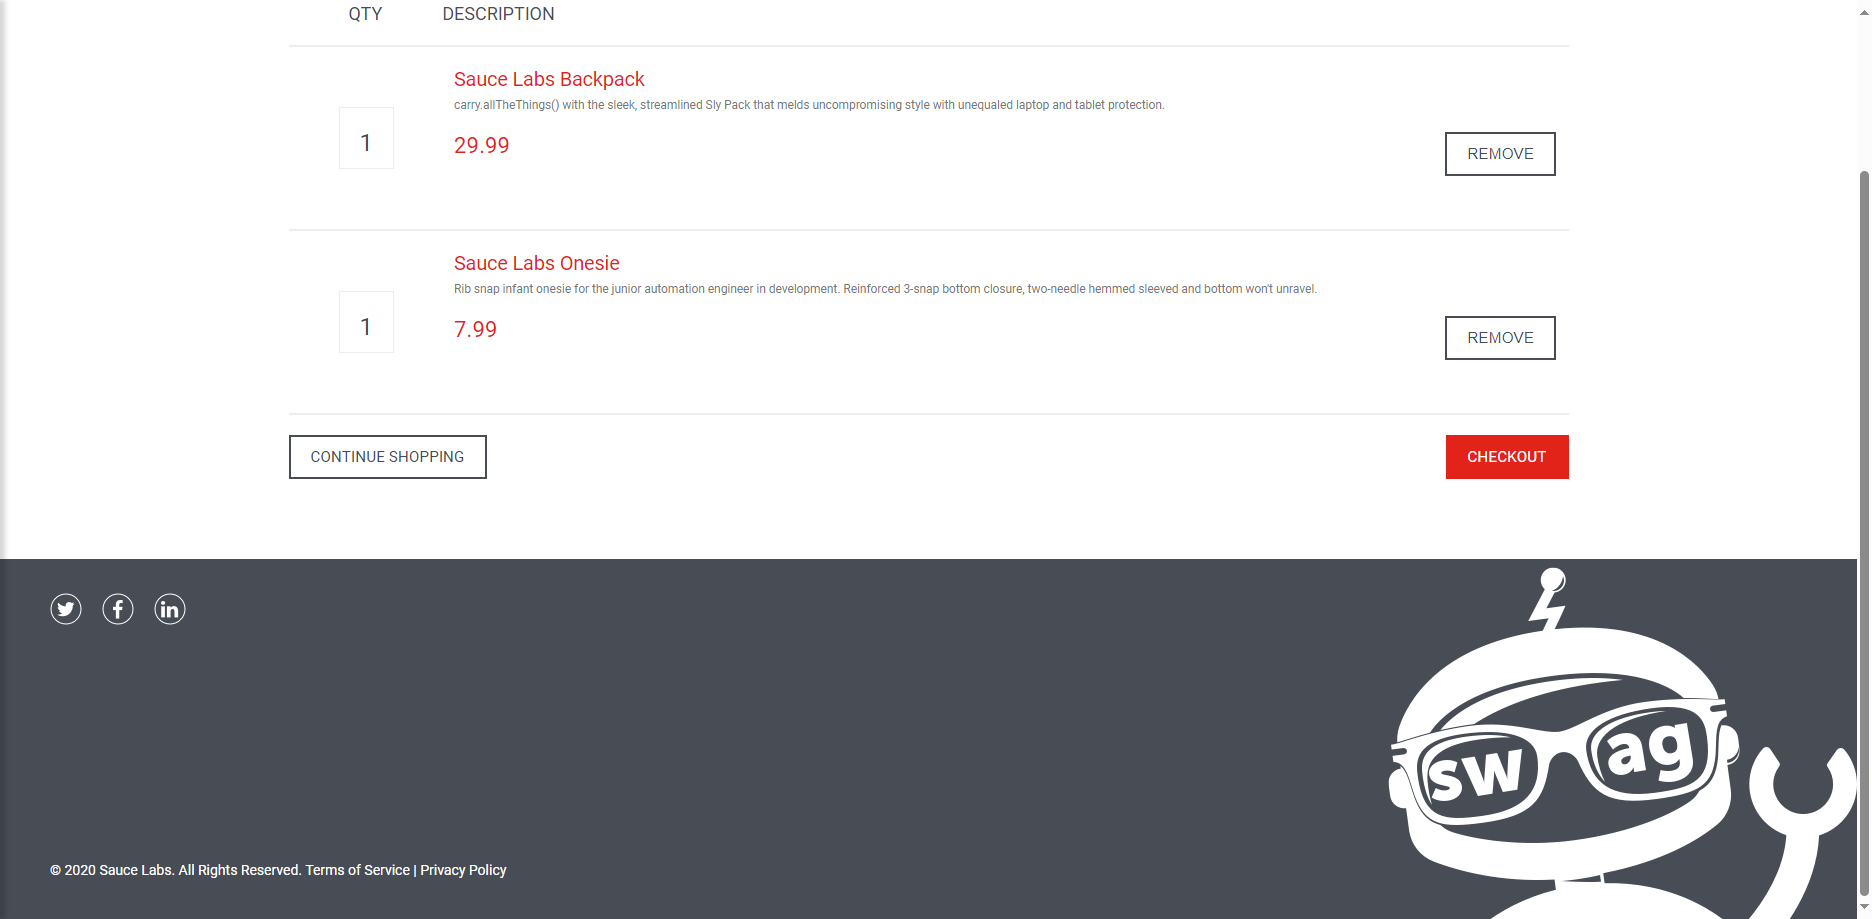 QTY DESCRIPTION
Sauce Labs Backpack
carry.allTheThings() with the sleek, streamlined Sly Pack that melds uncompromising style with unequaled laptop and tablet protection.
1
29.99
REMOVE
Sauce Labs Onesie
Rib snap infant onesie for the junior automation engineer in development. Reinforced 3-snap bottom closure, two-needle hemmed sleeved and bottom won't unravel.
1
7.99
REMOVE
CONTINUE SHOPPING
CHECKOUT
swag
© 2020 Sauce Labs. All Rights Reserved. Terms of Service | Privacy Policy